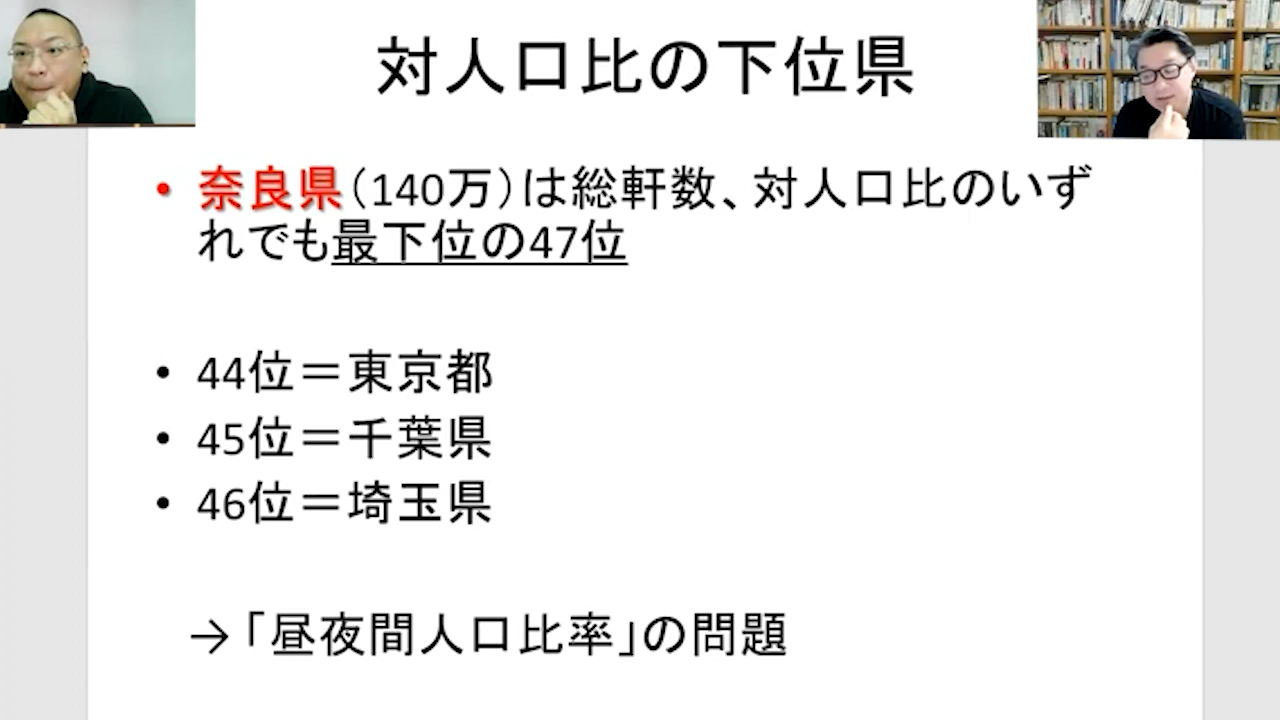 対人口比の下位県
• 奈良県（140万）は総軒数、対人口比のいず
れでも最下位の47位
• 44位＝東京都
• 45位＝千葉県
• 46位＝埼玉県
→「昼夜間人口比率」の問題